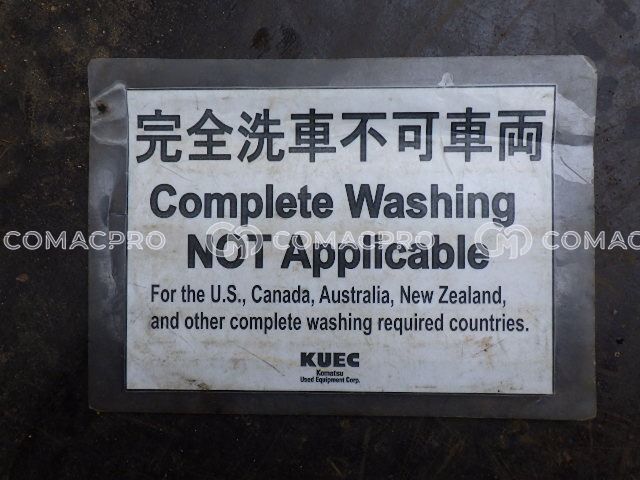 完全洗車不可車両
Complete Washing
NOT Applicable
COMACPRO COMACPRO COMACPRO COMACP
For the U.S., Canada, Australia, New Zealand,
and other complete washing required countries.
KUEC
Komatsu
Used Equipment Corp.